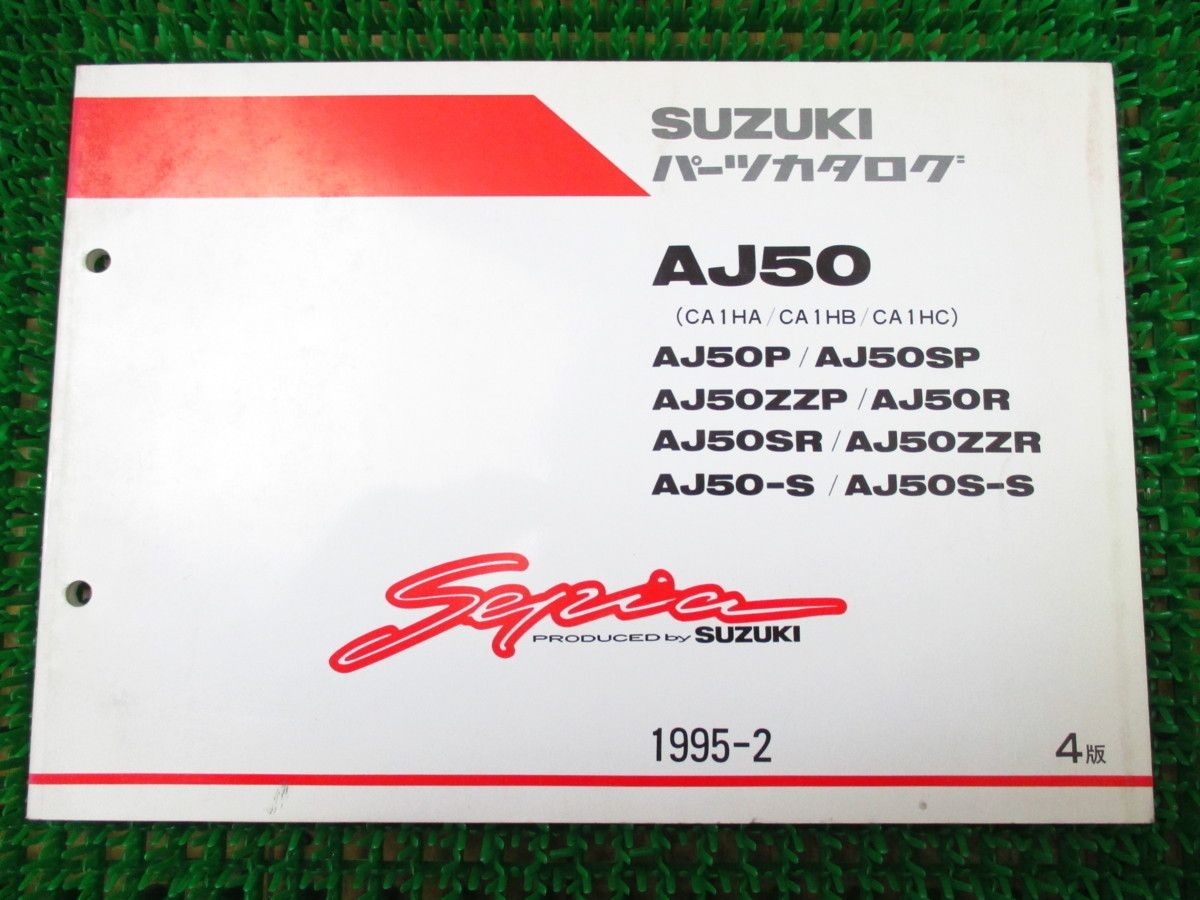 SUZUKI
パーツカタログ
AJ50
(CA1HA/CA1HB/CA1HC)
AJ50P/AJ50SP
AJ50ZZP/AJ50R
AJ50SR/AJ50ZZR
AJ50-S/AJ50S-S
Sepia
PRODUCED by SUZUKI
1995-2
4版